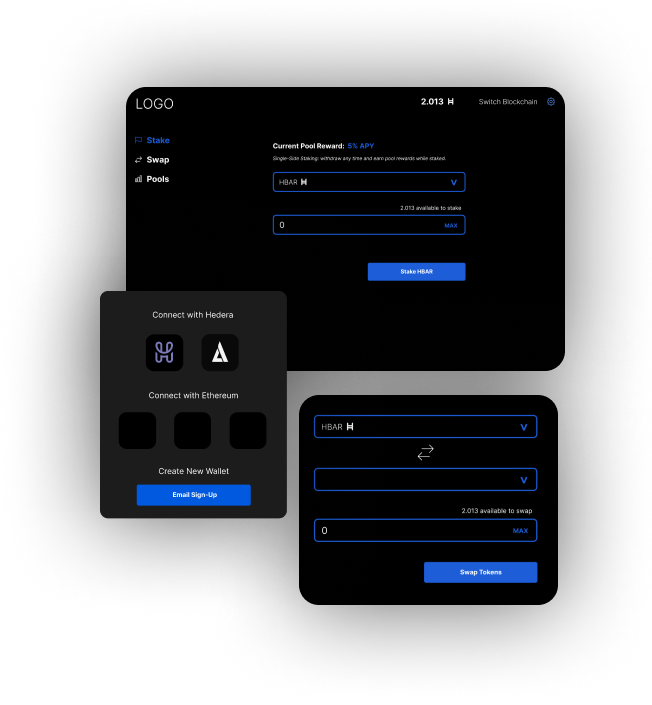 LOGO
2.013 Switch Blockchain
Stake
Swap
Pools
Current Pool Reward: 5% APY
Single-Side Staking: withdraw any time and earn pool rewards while staked.
HBAR
2.013 available to stake
0 MAX
Stake HBAR
Connect with Hedera
Connect with Ethereum
Create New Wallet
Email Sign-Up
HBAR
2.013 available to swap
0 MAX
Swap Tokens